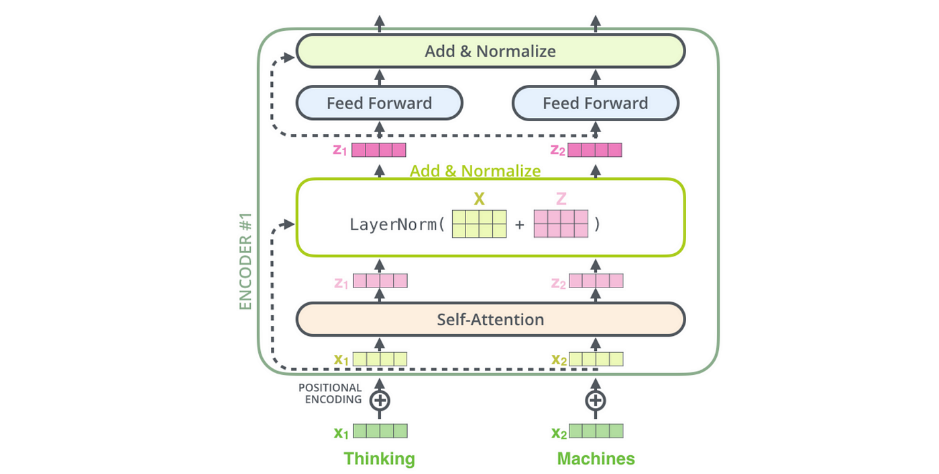 Add & Normalize
Feed Forward Feed Forward
z1 z2
Add & Normalize
X Z
LayerNorm( + )
ENCODER #1
z1 z2
Self-Attention
x1 x2
POSITIONAL
ENCODING
x1 x2
Thinking Machines